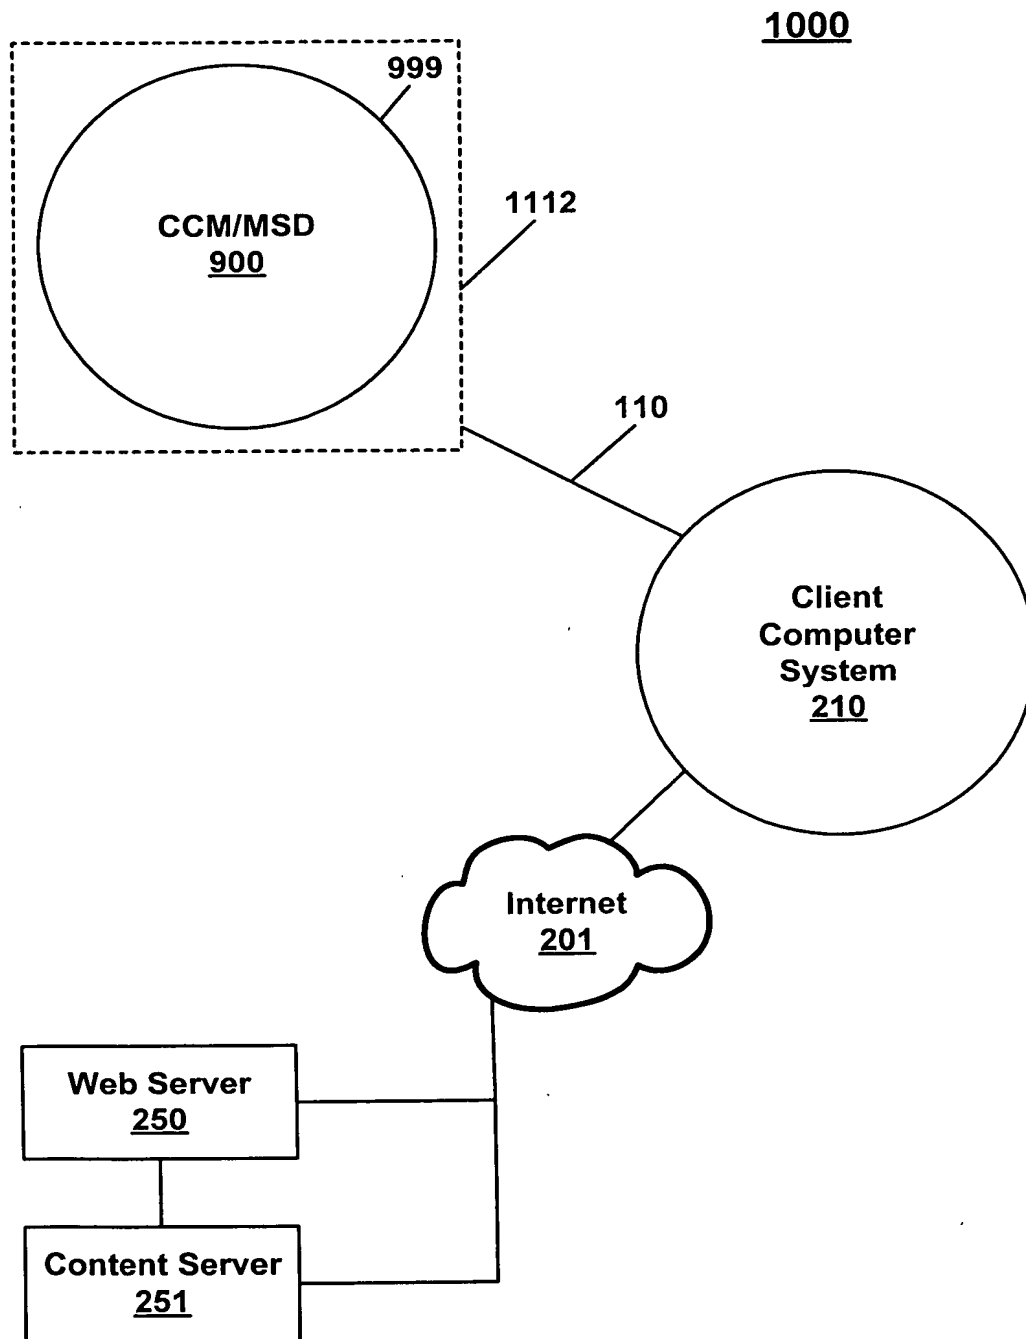 1000
999
CCM/MSD
900
1112
110
Client
Computer
System
210
Internet
201
Web Server
250
Content Server
251